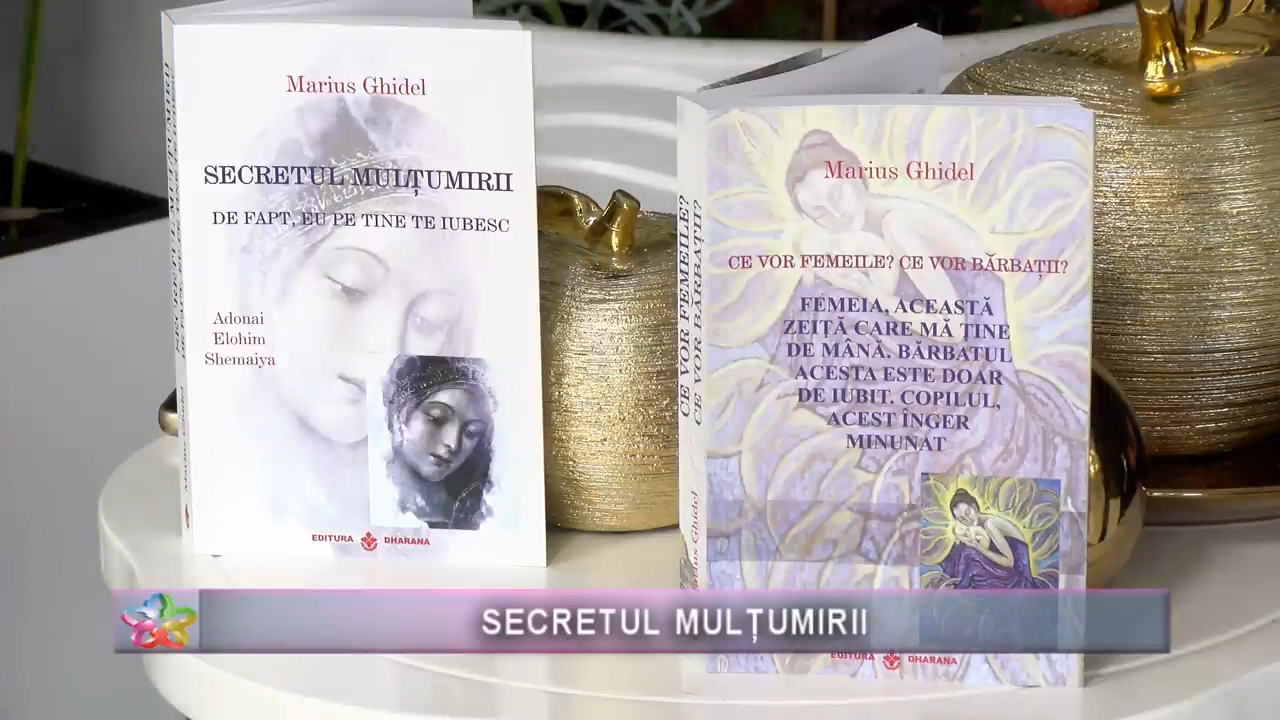 Marius Ghidel
SECRETUL MULȚUMIRII
DE FAPT, EU PE TINE TE IUBESC
Adonai
Elohim
Shemaiya
EDITURA DHARANA
CE VOR FEMEILE?
CE VOR BĂRBAȚII?
Marius Ghidel
Marius Ghidel
CE VOR FEMEILE? CE VOR BĂRBAȚII?
FEMEIA, ACEASTĂ
ZEIȚĂ CARE MĂ ȚINE
DE MÂNĂ. BĂRBATUL
ACESTA ESTE DOAR
DE IUBIT. COPILUL,
ACEST ÎNGER
MINUNAT
EDITURA DHARANA
SECRETUL MULȚUMIRII